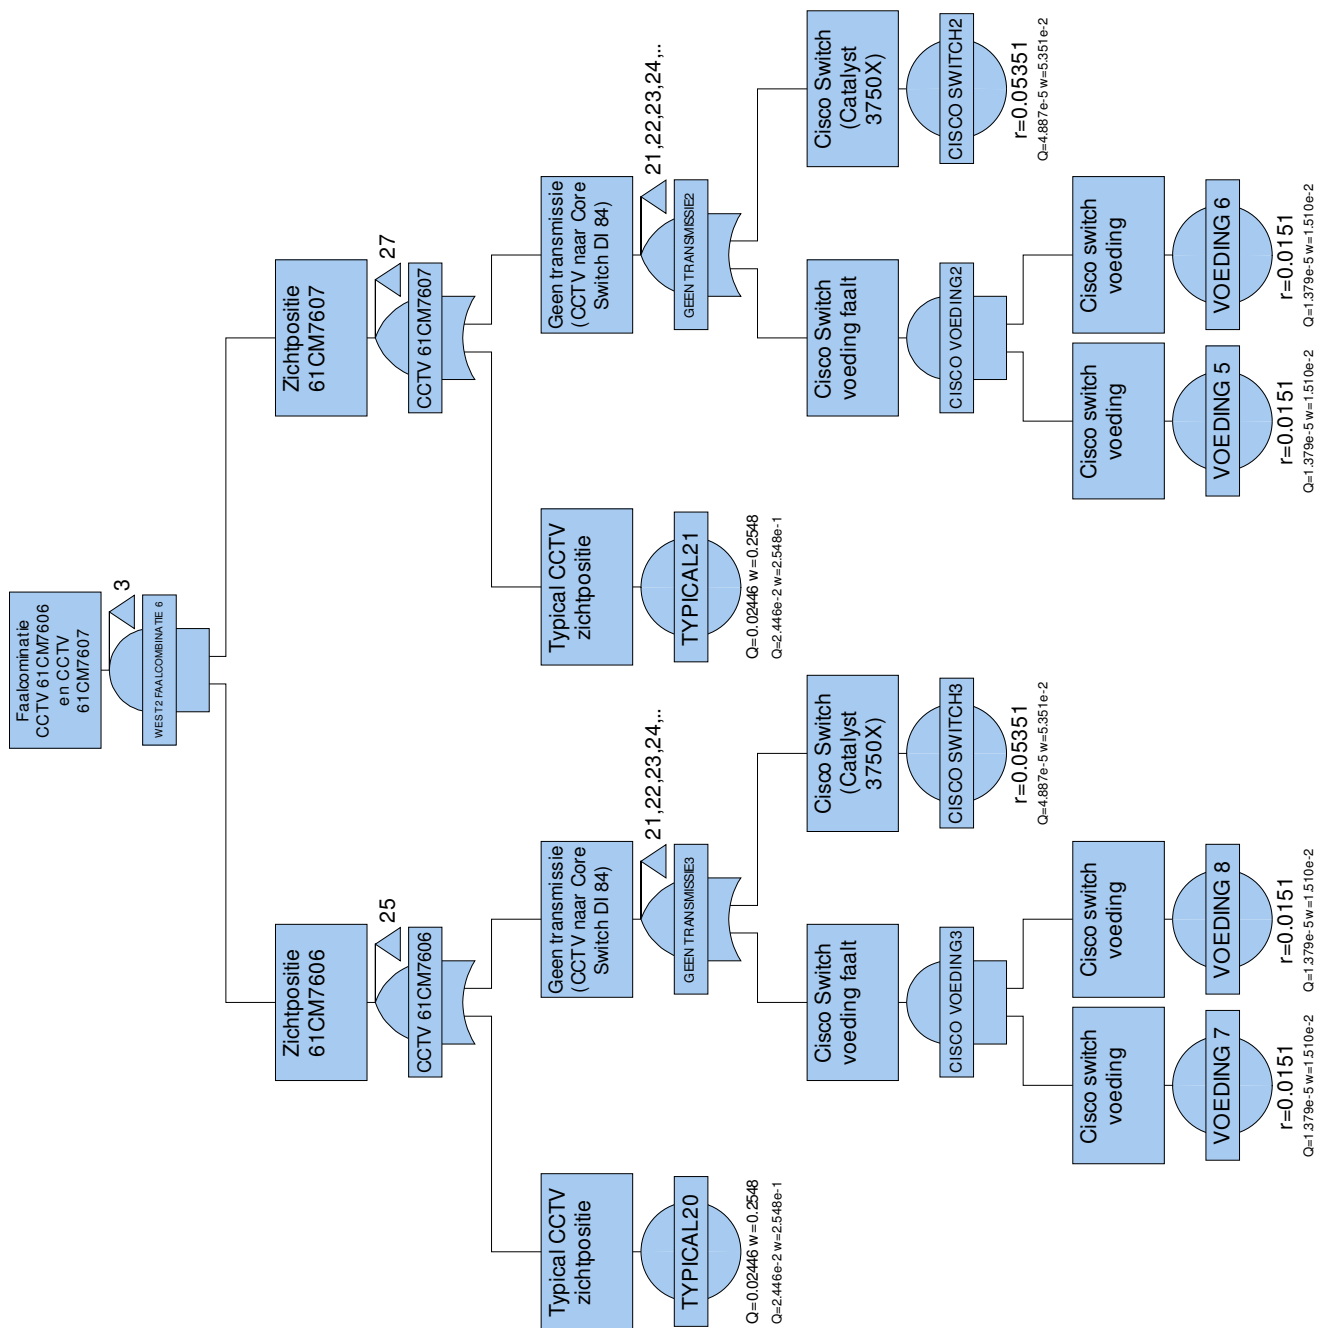 Faalcominatie
CCTV 61CM7606
en CCTV
61CM7607
3
WEST2 FAALCOMBINATIE 6
Zichtpositie
61CM7606
25
CCTV 61CM7606
Zichtpositie
61CM7607
27
CCTV 61CM7607
Typical CCTV
zichtpositie
TYPICAL20
Q=0.02446 w=0.2548
Q=2.446e-2 w=2.548e-1
Geen transmissie
(CCTV naar Core
Switch DI 84)
21,22,23,24,..
GEEN TRANSMISSIE3
Typical CCTV
zichtpositie
TYPICAL21
Q=0.02446 w=0.2548
Q=2.446e-2 w=2.548e-1
Geen transmissie
(CCTV naar Core
Switch DI 84)
21,22,23,24,..
GEEN TRANSMISSIE2
Cisco Switch
voeding faalt
CISCO VOEDING3
Cisco Switch
(Catalyst
3750X)
CISCO SWITCH3
r=0.05351
Q=4.887e-5 w=5.351e-2
Cisco Switch
voeding faalt
CISCO VOEDING2
Cisco Switch
(Catalyst
3750X)
CISCO SWITCH2
r=0.05351
Q=4.887e-5 w=5.351e-2
Cisco switch
voeding
VOEDING 7
r=0.0151
Q=1.379e-5 w=1.510e-2
Cisco switch
voeding
VOEDING 8
r=0.0151
Q=1.379e-5 w=1.510e-2
Cisco switch
voeding
VOEDING 5
r=0.0151
Q=1.379e-5 w=1.510e-2
Cisco switch
voeding
VOEDING 6
r=0.0151
Q=1.379e-5 w=1.510e-2